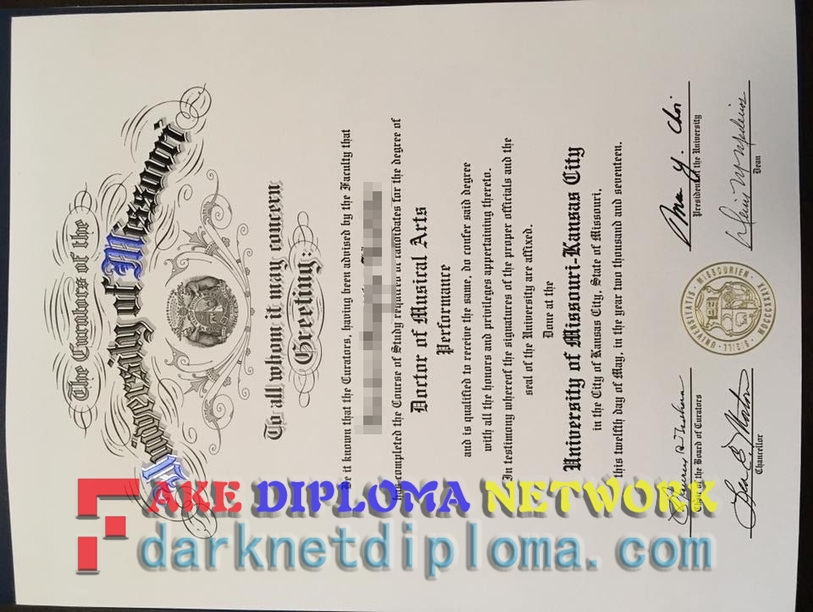 The Curators of the
University of Missouri
To all whom it may concern
Greeting:
Be it known that the Curators, having been advised by the Faculty that
has completed the Course of Study required of candidates for the degree of
Doctor of Musical Arts
Performance
and is qualified to receive the same, do confer said degree
with all the honors and privileges appertaining thereto.
In testimony whereof the signatures of the proper officials and the
seal of the University are affixed.
Done at the
University of Missouri-Kansas City
in the City of Kansas City, State of Missouri,
this twelfth day of May, in the year two thousand and seventeen.
of the Board of Curators
President of the University
Chancellor
Dean
FAKE DIPLOMA NETWORK
darknetdiploma.com